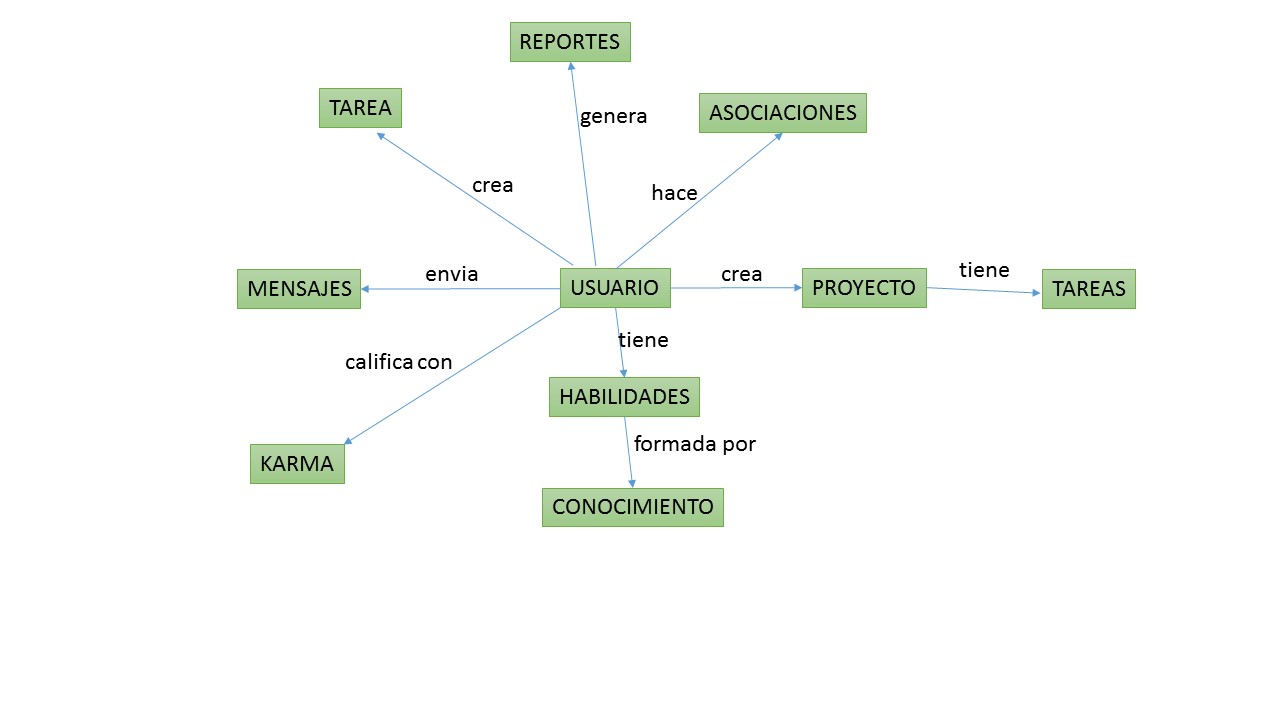 REPORTES
TAREA
ASOCIACIONES
genera
crea
hace
MENSAJES
envia
USUARIO
crea
PROYECTO
tiene
TAREAS
tiene
califica con
HABILIDADES
formada por
KARMA
CONOCIMIENTO